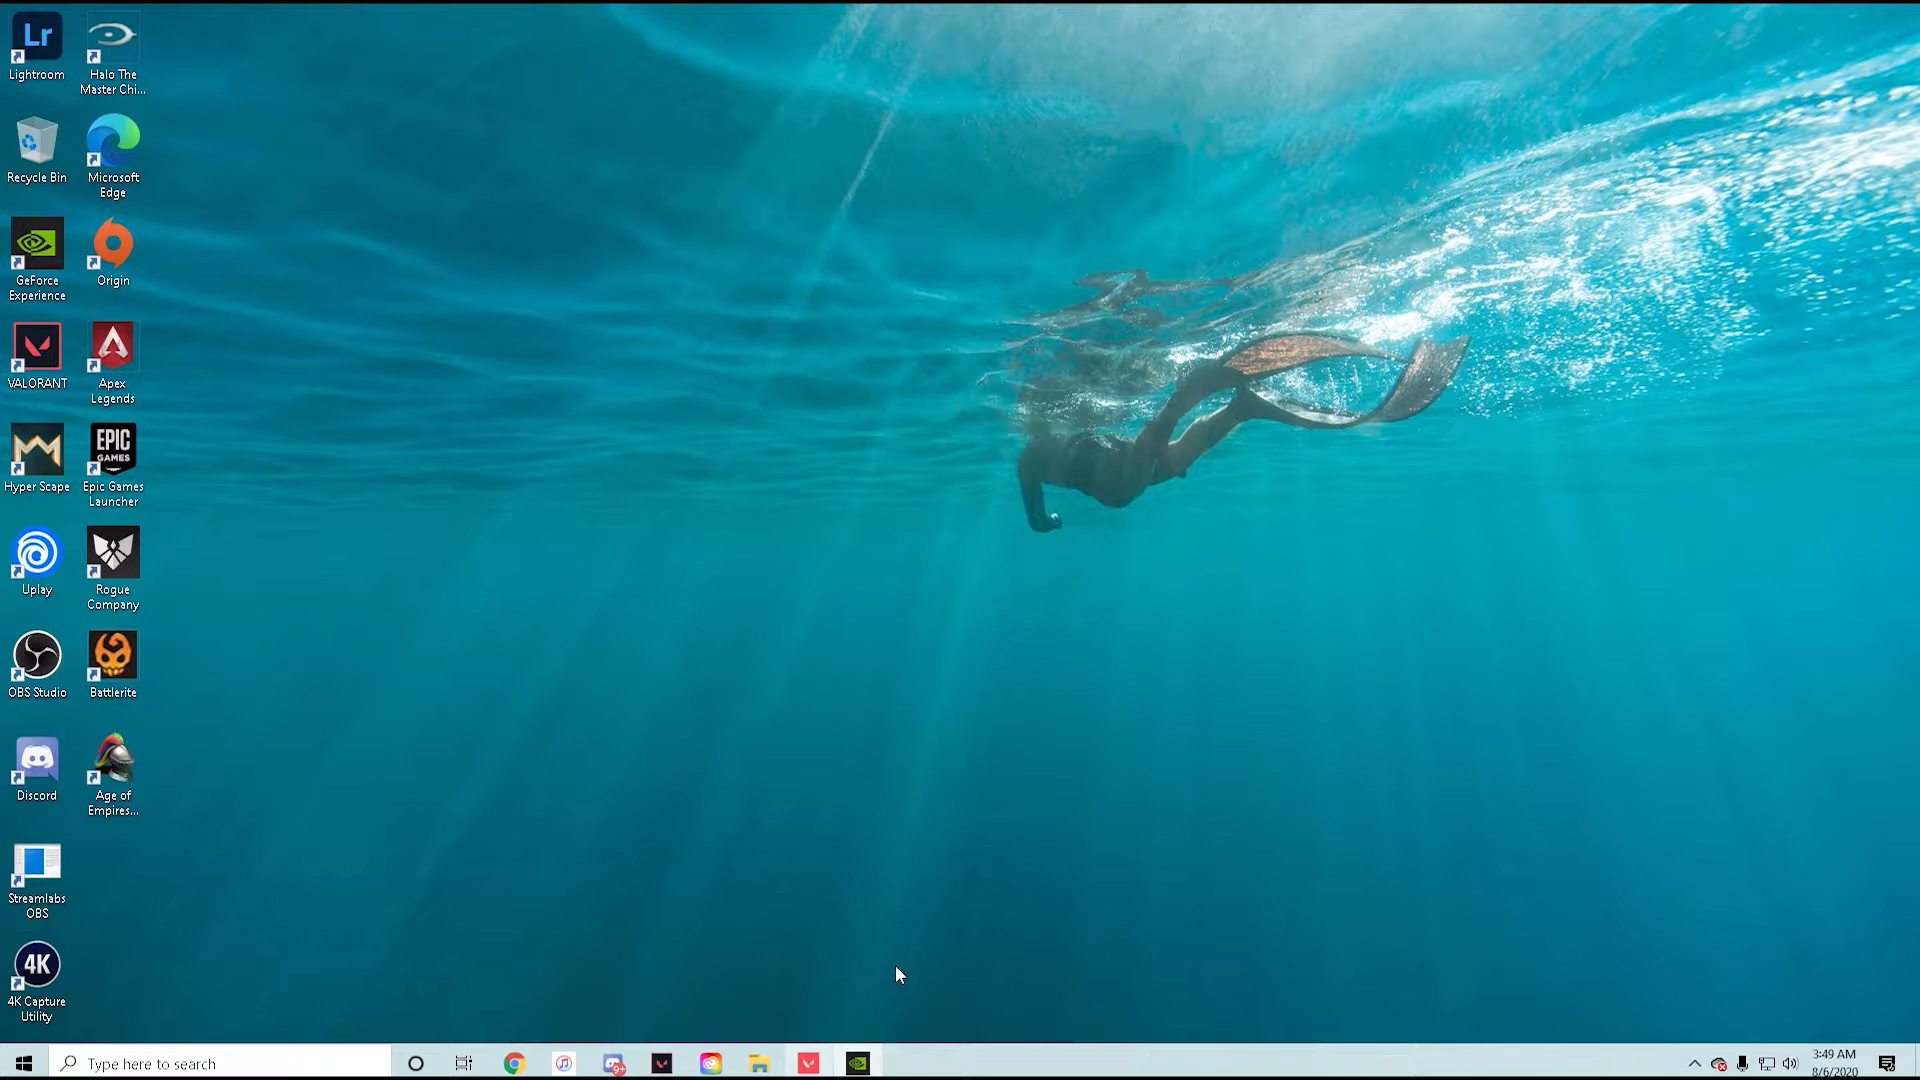 Lr
Lightroom
Halo The
Master Chi...
Recycle Bin
Microsoft
Edge
GeForce
Experience
Origin
VALORANT
Apex
Legends
Hyper Scape
EPIC
GAMES
Epic Games
Launcher
Uplay
Rogue
Company
OBS Studio
Battlerite
Discord
Age of
Empires...
Streamlabs
OBS
4K
4K Capture
Utility
Type here to search
9+
3:49 AM
8/6/2020